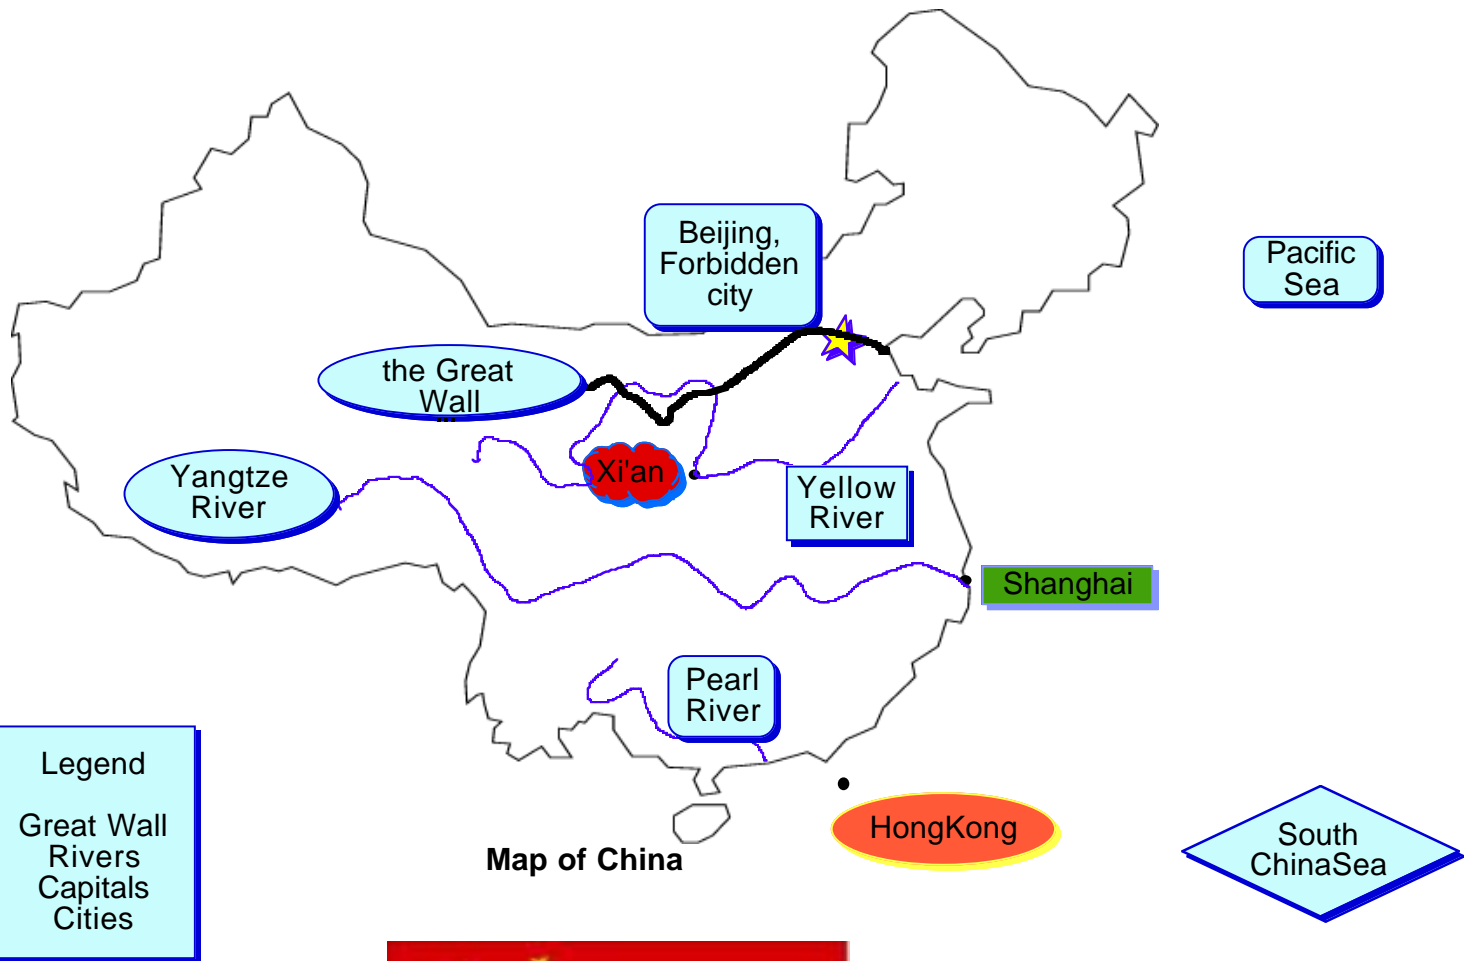 Beijing,
Forbidden
city
Pacific
Sea
the Great
Wall
...
Yangtze
River
Xi'an
Yellow
River
Shanghai
Pearl
River
Legend
Great Wall
Rivers
Capitals
Cities
HongKong
South
ChinaSea
Map of China